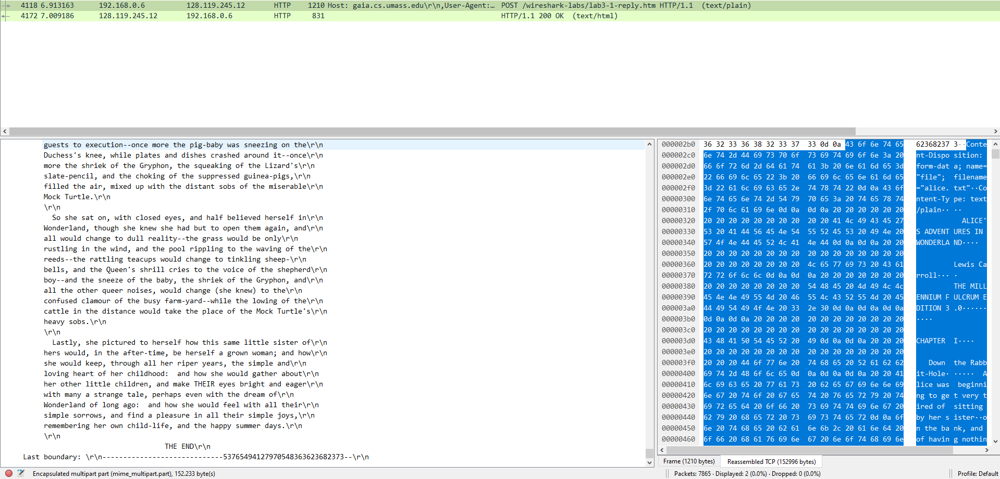 4118 6.913163 192.168.0.6 128.119.245.12 HTTP 1210 Host: gaia.cs.umass.edu\r\n,User-Agent:… POST /wireshark-labs/lab3-1-reply.htm HTTP/1.1  (text/plain)
4172 7.009186 128.119.245.12 192.168.0.6 HTTP 831 HTTP/1.1 200 OK  (text/html)
guests to execution--once more the pig-baby was sneezing on the\r\n
Duchess's knee, while plates and dishes crashed around it--once\r\n
more the shriek of the Gryphon, the squeaking of the Lizard's\r\n
slate-pencil, and the choking of the suppressed guinea-pigs,\r\n
filled the air, mixed up with the distant sobs of the miserable\r\n
Mock Turtle.\r\n
\r\n
So she sat on, with closed eyes, and half believed herself in\r\n
Wonderland, though she knew she had but to open them again, and\r\n
all would change to dull reality--the grass would be only\r\n
rustling in the wind, and the pool rippling to the waving of the\r\n
reeds--the rattling teacups would change to tinkling sheep-\r\n
bells, and the Queen's shrill cries to the voice of the shepherd\r\n
boy--and the sneeze of the baby, the shriek of the Gryphon, and\r\n
all the other queer noises, would change (she knew) to the\r\n
confused clamour of the busy farm-yard--while the lowing of the\r\n
cattle in the distance would take the place of the Mock Turtle's\r\n
heavy sobs.\r\n
\r\n
Lastly, she pictured to herself how this same little sister of\r\n
hers would, in the after-time, be herself a grown woman; and how\r\n
she would keep, through all her riper years, the simple and\r\n
loving heart of her childhood:  and how she would gather about\r\n
her other little children, and make THEIR eyes bright and eager\r\n
with many a strange tale, perhaps even with the dream of\r\n
Wonderland of long ago:  and how she would feel with all their\r\n
simple sorrows, and find a pleasure in all their simple joys,\r\n
remembering her own child-life, and the happy summer days.\r\n
\r\n
THE END\r\n
Last boundary: \r\n-----------------------------53765494127970548363623682373--\r\n
000002b0 36 32 33 36 38 32 33 37 33 0d 0a 43 6f 6e 74 65 62368237 3··Conte
000002c0 6e 74 2d 44 69 73 70 6f 73 69 74 69 6f 6e 3a 20 nt-Dispo sition:
000002d0 66 6f 72 6d 2d 64 61 74 61 3b 20 6e 61 6d 65 3d form-dat a; name=
000002e0 22 66 69 6c 65 22 3b 20 66 69 6c 65 6e 61 6d 65 "file"; filename
000002f0 3d 22 61 6c 69 63 65 2e 74 78 74 22 0d 0a 43 6f ="alice. txt"··Co
00000300 6e 74 65 6e 74 2d 54 79 70 65 3a 20 74 65 78 74 ntent-Ty pe: text
00000310 2f 70 6c 61 69 6e 0d 0a 0d 0a 20 20 20 20 20 20 /plain·· ··
00000320 20 20 20 20 20 20 20 20 20 20 41 4c 49 43 45 27 ALICE'
00000330 53 20 41 44 56 45 4e 54 55 52 45 53 20 49 4e 20 S ADVENT URES IN
00000340 57 4f 4e 44 45 52 4c 41 4e 44 0d 0a 0d 0a 20 20 WONDERLA ND····
00000350 20 20 20 20 20 20 20 20 20 20 20 20 20 20 20 20
00000360 20 20 20 20 20 20 20 20 4c 65 77 69 73 20 43 61 Lewis Ca
00000370 72 72 6f 6c 6c 0d 0a 0d 0a 20 20 20 20 20 20 20 rroll··· ·
00000380 20 20 20 20 20 20 20 20 54 48 45 20 4d 49 4c 4c THE MILL
00000390 45 4e 4e 49 55 4d 20 46 55 4c 43 52 55 4d 20 45 ENNIUM F ULCRUM E
000003a0 44 49 54 49 4f 4e 20 33 2e 30 0d 0a 0d 0a 0d 0a DITION 3 .0······
000003b0 0d 0a 0d 0a 20 20 20 20 20 20 20 20 20 20 20 20 ····
000003c0 20 20 20 20 20 20 20 20 20 20 20 20 20 20 20 20
000003d0 43 48 41 50 54 45 52 20 49 0d 0a 0d 0a 20 20 20 CHAPTER  I····
000003e0 20 20 20 20 20 20 20 20 20 20 20 20 20 20 20 20
000003f0 20 20 20 44 6f 77 6e 20 74 68 65 20 52 61 62 62 Down  the Rabb
00000400 69 74 2d 48 6f 6c 65 0d 0a 0d 0a 0d 0a 20 20 41 it-Hole· ·····  A
00000410 6c 69 63 65 20 77 61 73 20 62 65 67 69 6e 6e 69 lice was  beginni
00000420 6e 67 20 74 6f 20 67 65 74 20 76 65 72 79 20 74 ng to ge t very t
00000430 69 72 65 64 20 6f 66 20 73 69 74 74 69 6e 67 20 ired of  sitting
00000440 62 79 20 68 65 72 20 73 69 73 74 65 72 0d 0a 6f by her s ister··o
00000450 6e 20 74 68 65 20 62 61 6e 6b 2c 20 61 6e 64 20 n the ba nk, and
00000460 6f 66 20 68 61 76 69 6e 67 20 6e 6f 74 68 69 6e of havin g nothin
Frame (1210 bytes) Reassembled TCP (152996 bytes)
Encapsulated multipart part (mime_multipart.part), 152.233 byte(s) Packets: 7865 · Displayed: 2 (0.0%) · Dropped: 0 (0.0%) Profile: Default